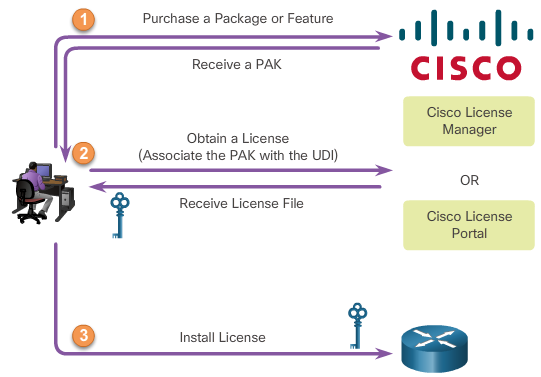 1
Purchase a Package or Feature
Receive a PAK
CISCO
Cisco License
Manager
2
Obtain a License
(Associate the PAK with the UDI)
OR
Receive License File
Cisco License
Portal
3
Install License